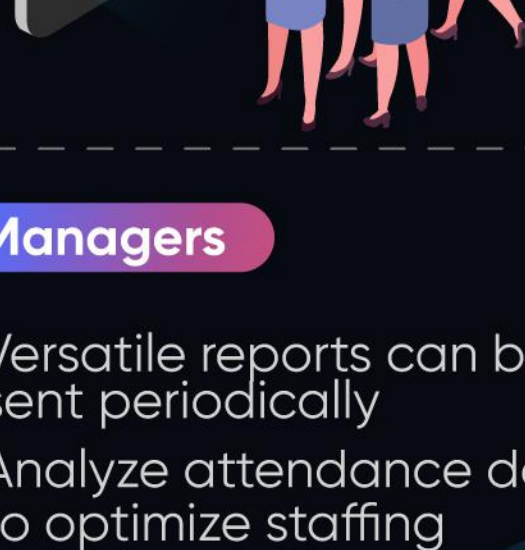 Managers
Versatile reports can b
sent periodically
Analyze attendance d
o optimize staffing